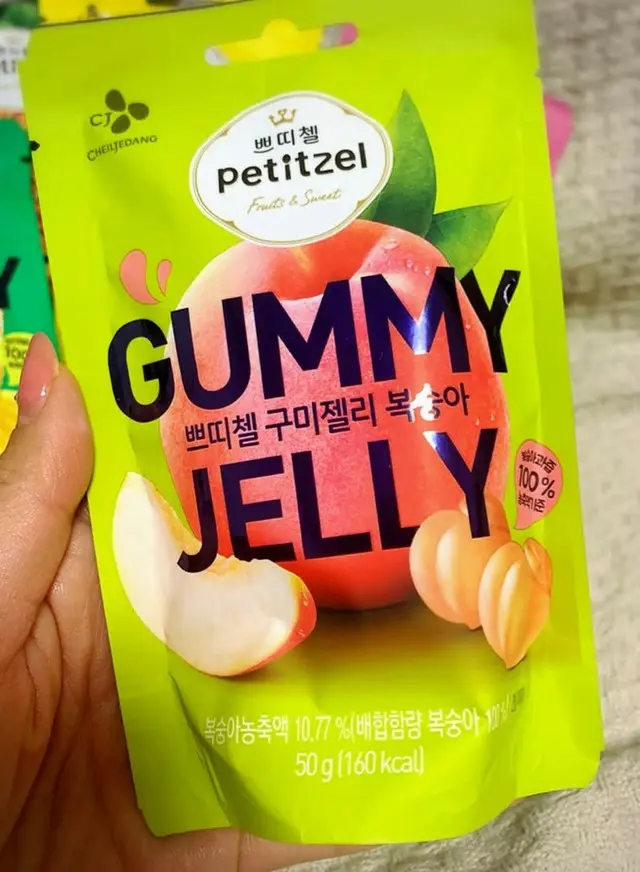 CJ
CHEILJEDANG
쁘띠첼
Petitzel
Fruits & Sweet
GUMMY
쁘띠첼 구미젤리 복숭아
JELLY
100%
복숭아농축액 10.77 %(배합함량 복숭아
50 g (160 kcal)
Y